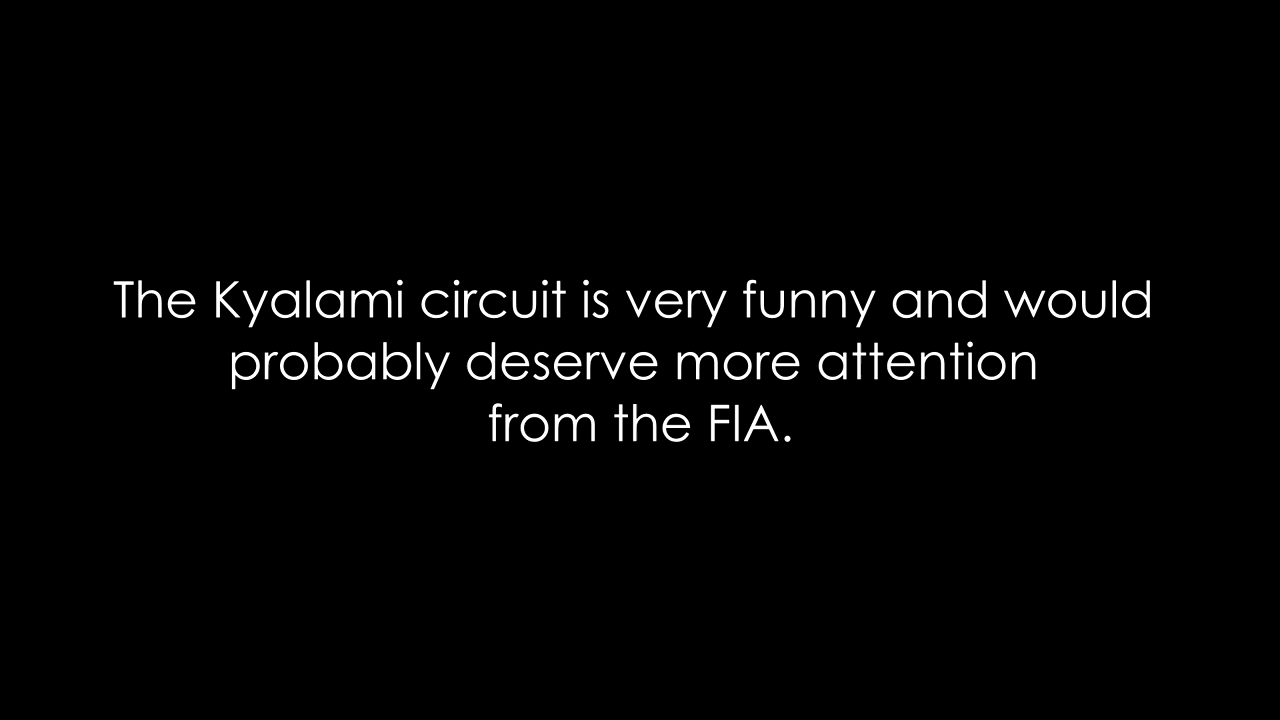 The Kyalami circuit is very funny and would
probably deserve more attention
from the FIA.